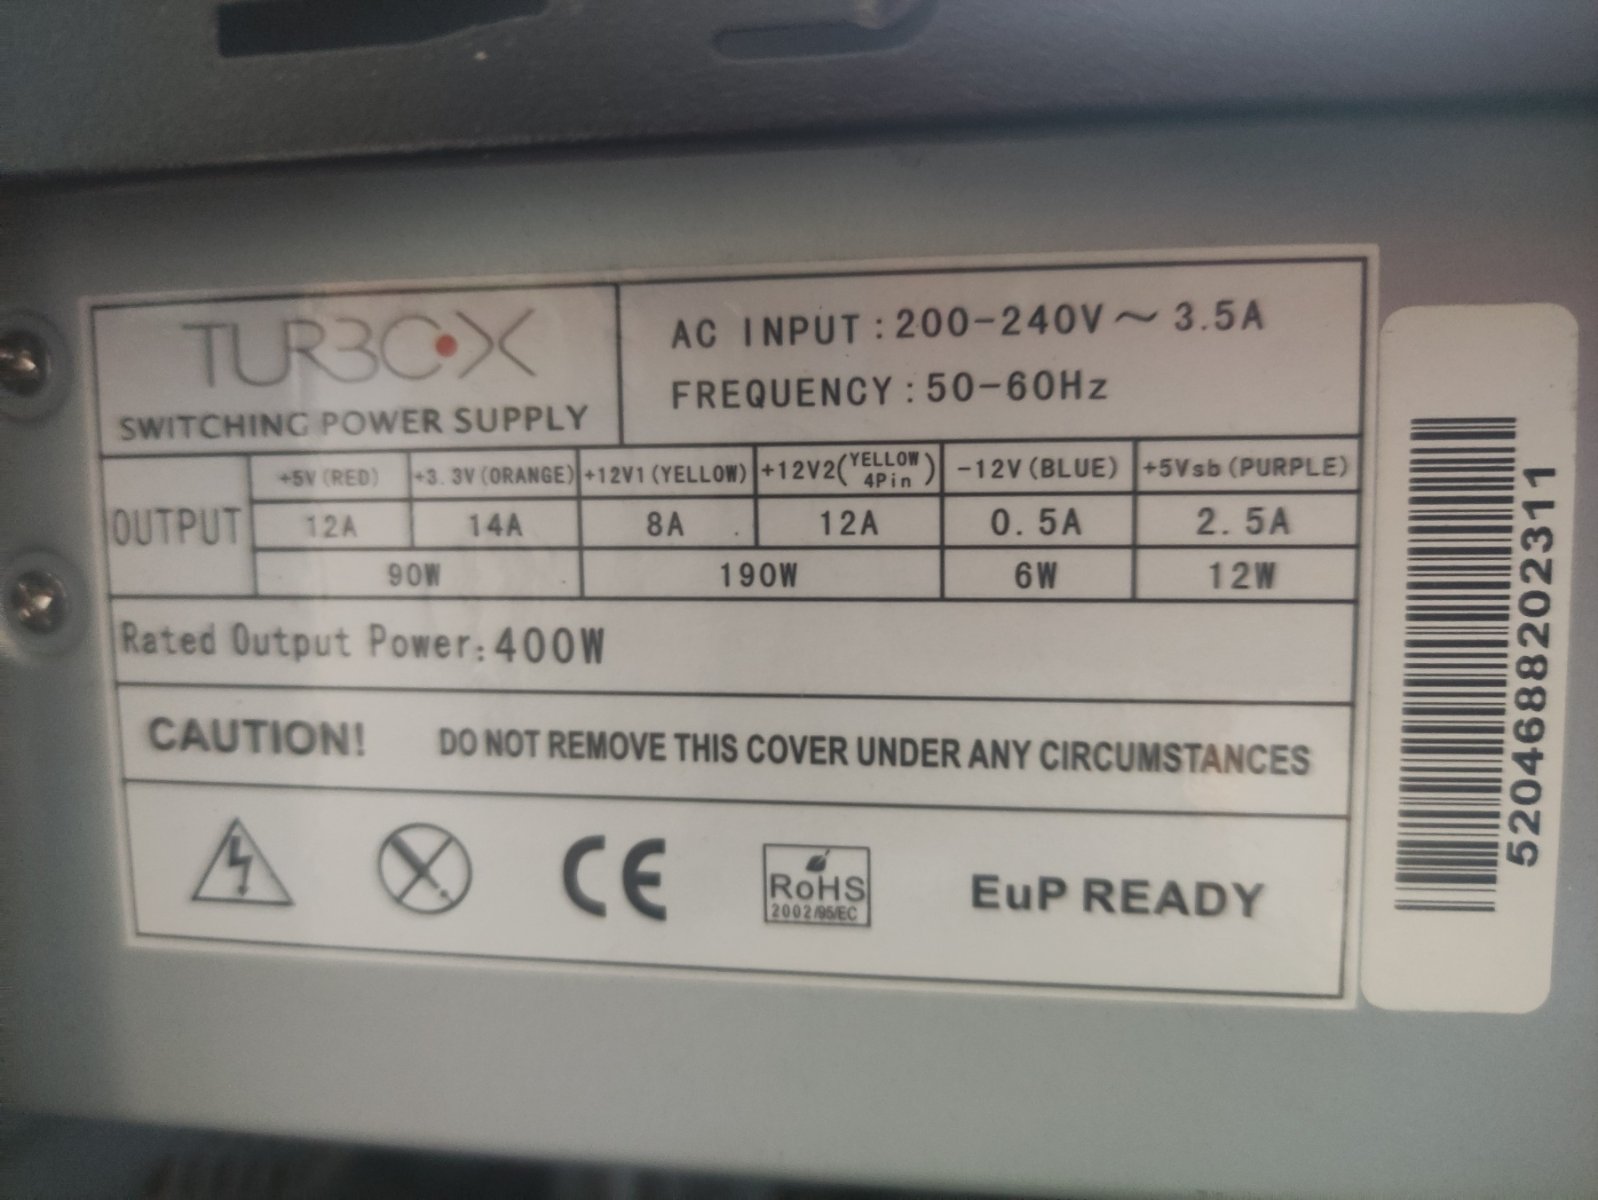 TURBO•X
SWITCHING POWER SUPPLY
AC INPUT:200-240V～ 3.5A
FREQUENCY:50-60Hz
OUTPUT
+5V(RED) +3.3V(ORANGE) +12V1(YELLOW) +12V2(YELLOW 4Pin) -12V(BLUE) +5Vsb(PURPLE)
12A 14A 8A 12A 0.5A 2.5A
90W 190W 6W 12W
Rated Output Power:400W
CAUTION! DO NOT REMOVE THIS COVER UNDER ANY CIRCUMSTANCES
CE
RoHS
2002/95/EC
EuP READY
5204688202311